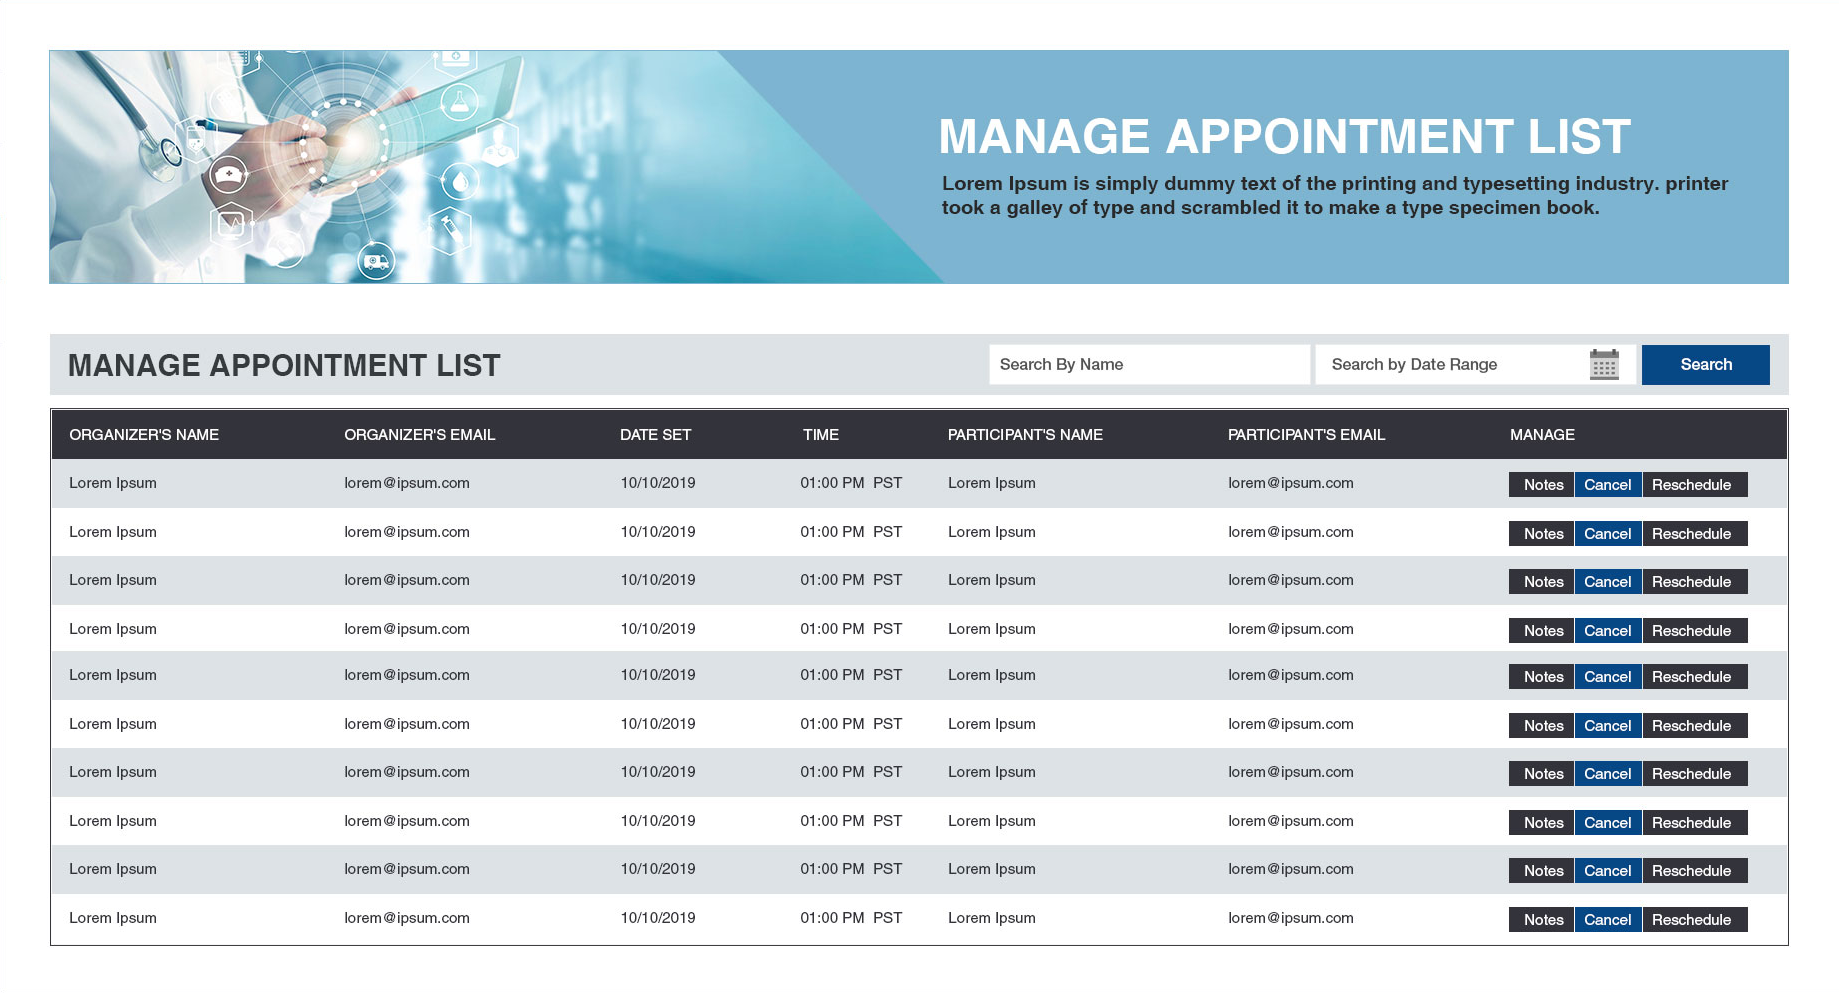 MANAGE APPOINTMENT LIST
Lorem Ipsum is simply dummy text of the printing and typesetting industry. printer
took a galley of type and scrambled it to make a type specimen book.
MANAGE APPOINTMENT LIST Search By Name Search by Date Range Search
ORGANIZER'S NAME ORGANIZER'S EMAIL DATE SET TIME PARTICIPANT'S NAME PARTICIPANT'S EMAIL MANAGE
Lorem Ipsum lorem@ipsum.com 10/10/2019 01:00 PM PST Lorem Ipsum lorem@ipsum.com Notes Cancel Reschedule
Lorem Ipsum lorem@ipsum.com 10/10/2019 01:00 PM PST Lorem Ipsum lorem@ipsum.com Notes Cancel Reschedule
Lorem Ipsum lorem@ipsum.com 10/10/2019 01:00 PM PST Lorem Ipsum lorem@ipsum.com Notes Cancel Reschedule
Lorem Ipsum lorem@ipsum.com 10/10/2019 01:00 PM PST Lorem Ipsum lorem@ipsum.com Notes Cancel Reschedule
Lorem Ipsum lorem@ipsum.com 10/10/2019 01:00 PM PST Lorem Ipsum lorem@ipsum.com Notes Cancel Reschedule
Lorem Ipsum lorem@ipsum.com 10/10/2019 01:00 PM PST Lorem Ipsum lorem@ipsum.com Notes Cancel Reschedule
Lorem Ipsum lorem@ipsum.com 10/10/2019 01:00 PM PST Lorem Ipsum lorem@ipsum.com Notes Cancel Reschedule
Lorem Ipsum lorem@ipsum.com 10/10/2019 01:00 PM PST Lorem Ipsum lorem@ipsum.com Notes Cancel Reschedule
Lorem Ipsum lorem@ipsum.com 10/10/2019 01:00 PM PST Lorem Ipsum lorem@ipsum.com Notes Cancel Reschedule
Lorem Ipsum lorem@ipsum.com 10/10/2019 01:00 PM PST Lorem Ipsum lorem@ipsum.com Notes Cancel Reschedule